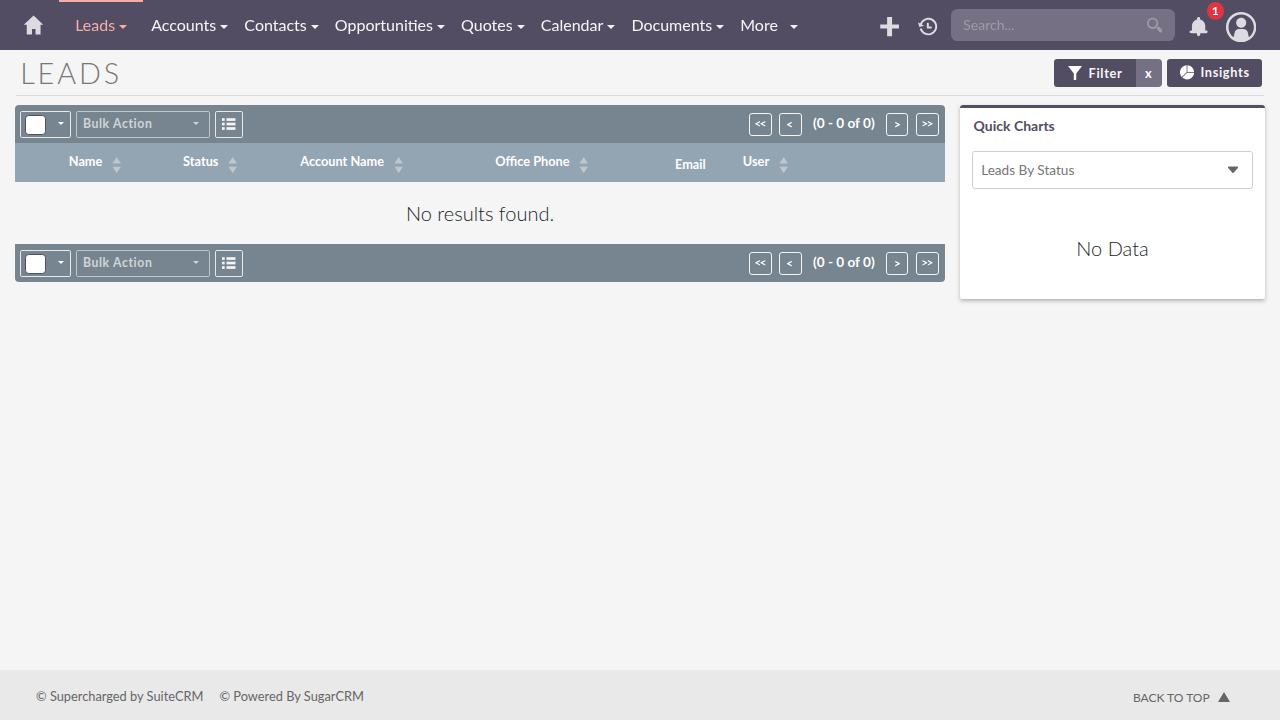 Leads Accounts Contacts Opportunities Quotes Calendar Documents More Search... 1
LEADS
Filter x Insights
Bulk Action << < (0 - 0 of 0) > >>
Name Status Account Name Office Phone Email User
No results found.
Bulk Action << < (0 - 0 of 0) > >>
Quick Charts
Leads By Status
No Data
© Supercharged by SuiteCRM © Powered By SugarCRM BACK TO TOP